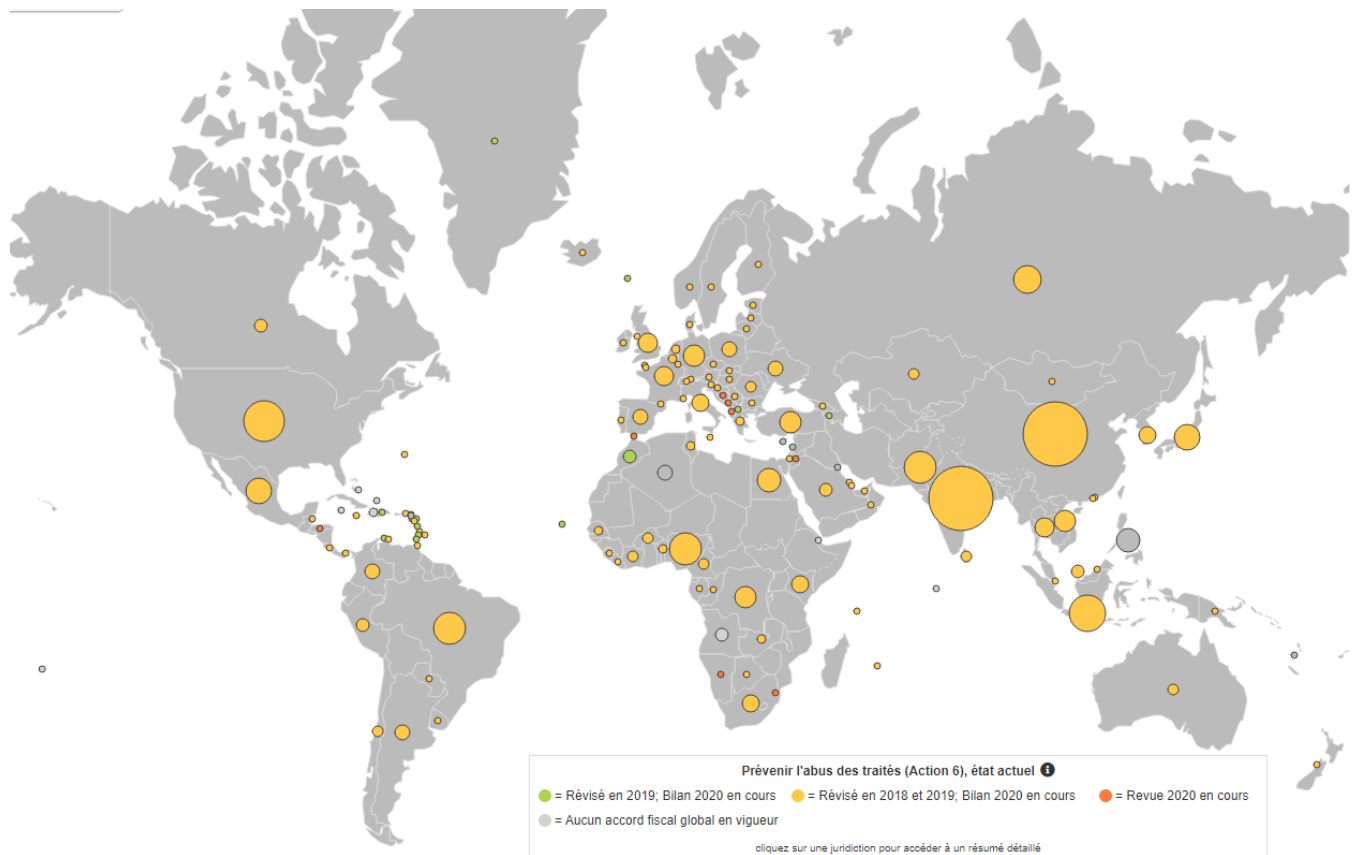 Prévenir l'abus des traités (Action 6), état actuel
= Révisé en 2019; Bilan 2020 en cours = Révisé en 2018 et 2019; Bilan 2020 en cours = Revue 2020 en cours
= Aucun accord fiscal global en vigueur
cliquez sur une juridiction pour accéder à un résumé détaillé